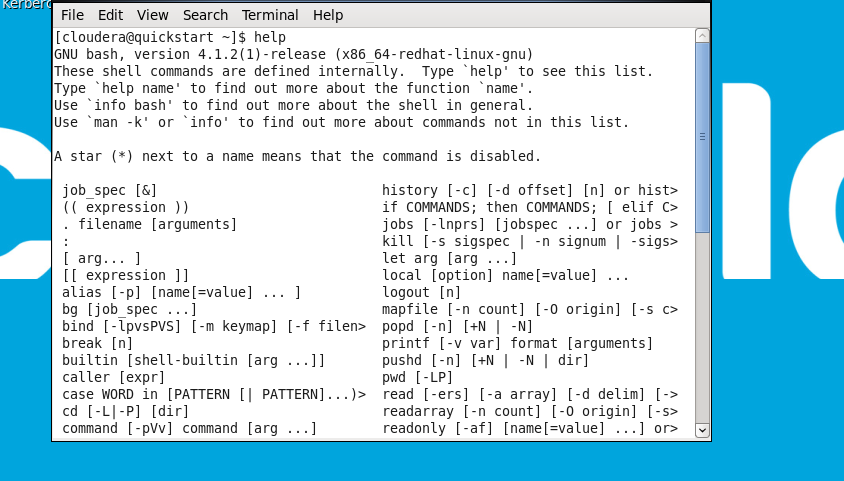 Kerberos
File Edit View Search Terminal Help
[cloudera@quickstart ~]$ help
GNU bash, version 4.1.2(1)-release (x86_64-redhat-linux-gnu)
These shell commands are defined internally.  Type `help' to see this list.
Type `help name' to find out more about the function `name'.
Use `info bash' to find out more about the shell in general.
Use `man -k' or `info' to find out more about commands not in this list.
A star (*) next to a name means that the command is disabled.
job_spec [&] history [-c] [-d offset] [n] or hist>
(( expression )) if COMMANDS; then COMMANDS; [ elif C>
. filename [arguments] jobs [-lnprs] [jobspec ...] or jobs >
: kill [-s sigspec | -n signum | -sigs>
[ arg... ] let arg [arg ...]
[[ expression ]] local [option] name[=value] ...
alias [-p] [name[=value] ... ] logout [n]
bg [job_spec ...] mapfile [-n count] [-O origin] [-s c>
bind [-lpvsPVS] [-m keymap] [-f filen> popd [-n] [+N | -N]
break [n] printf [-v var] format [arguments]
builtin [shell-builtin [arg ...]] pushd [-n] [+N | -N | dir]
caller [expr] pwd [-LP]
case WORD in [PATTERN [| PATTERN]...)> read [-ers] [-a array] [-d delim] [->
cd [-L|-P] [dir] readarray [-n count] [-O origin] [-s>
command [-pVv] command [arg ...] readonly [-af] [name[=value] ...] or>